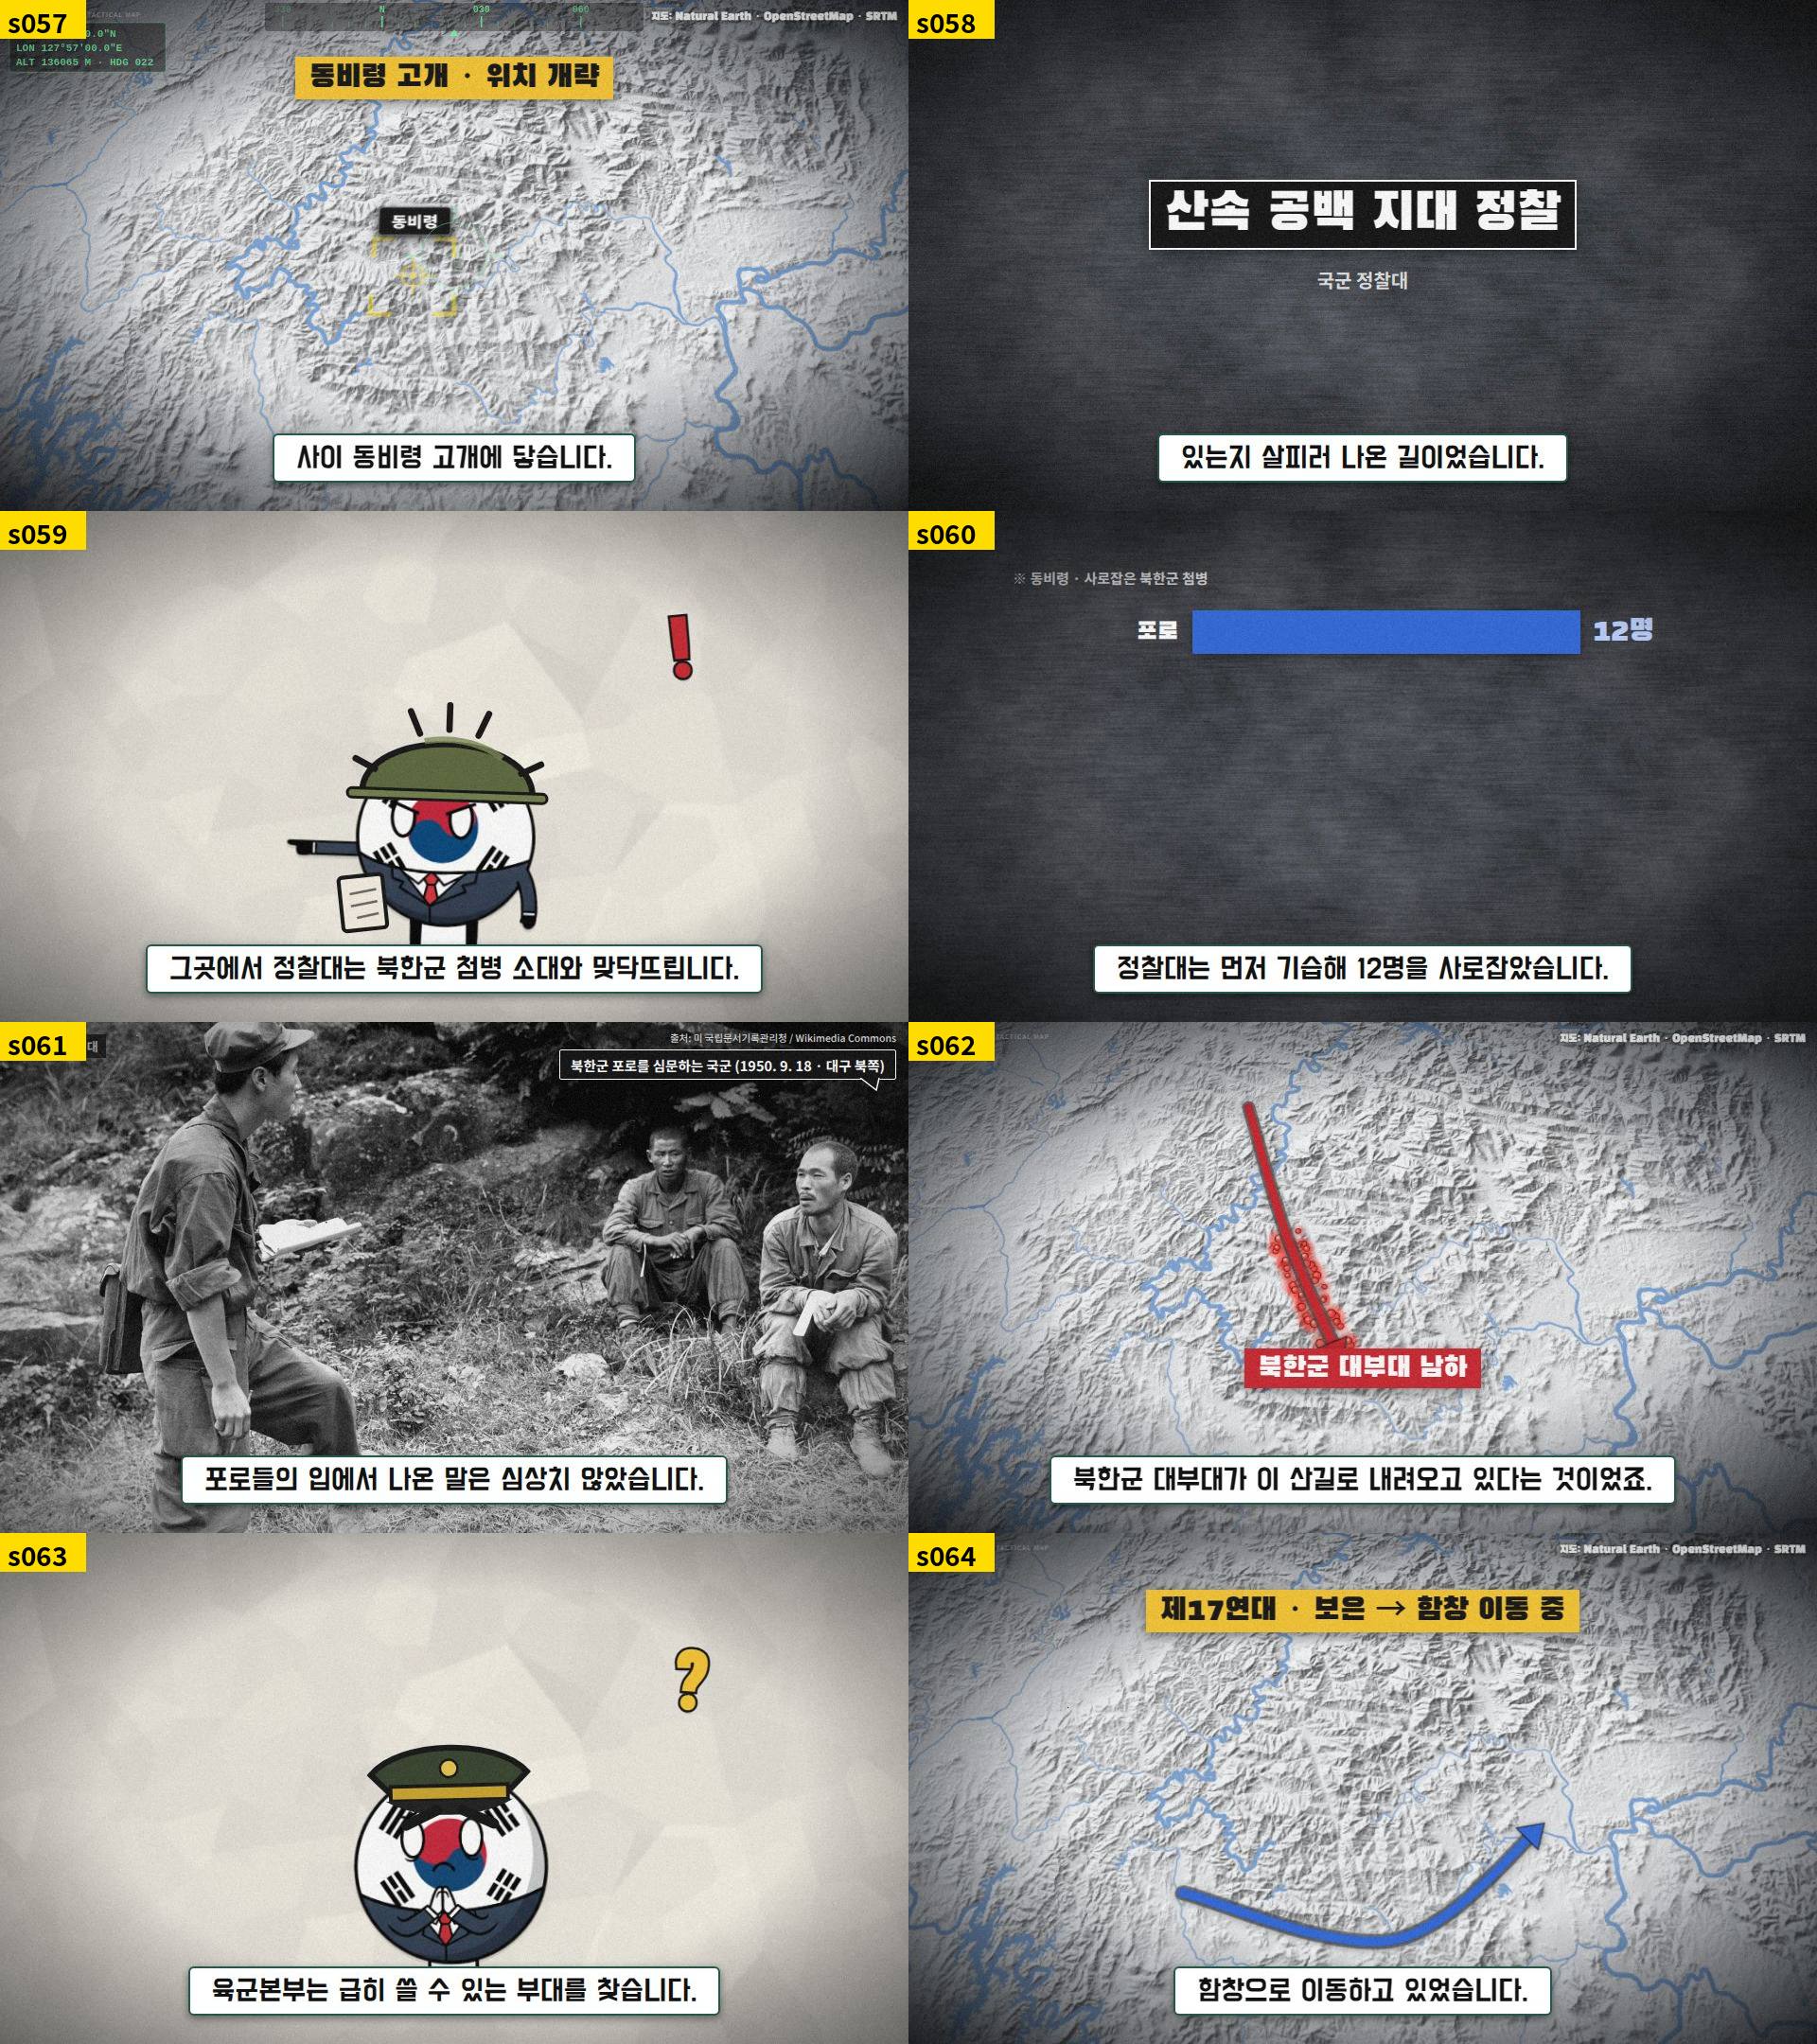 s057
N
030
060
지도: Natural Earth · OpenStreetMap · SRTM
LON 127°57'00.0"E
ALT 136065 M · HDG 022
동비령 고개 · 위치 개략
동비령
사이 동비령 고개에 닿습니다.
s058
산속 공백 지대 정찰
국군 정찰대
있는지 살피러 나온 길이었습니다.
s059
!
그곳에서 정찰대는 북한군 첨병 소대와 맞닥뜨립니다.
s060
※ 동비령 · 사로잡은 북한군 첨병
포로
12명
정찰대는 먼저 기습해 12명을 사로잡았습니다.
s061
대
출처: 미 국립문서기록관리청 / Wikimedia Commons
북한군 포로를 심문하는 국군 (1950. 9. 18 · 대구 북쪽)
포로들의 입에서 나온 말은 심상치 않았습니다.
s062
TACTICAL MAP
지도: Natural Earth · OpenStreetMap · SRTM
북한군 대부대 남하
북한군 대부대가 이 산길로 내려오고 있다는 것이었죠.
s063
?
육군본부는 급히 쓸 수 있는 부대를 찾습니다.
s064
TACTICAL MAP
지도: Natural Earth · OpenStreetMap · SRTM
제17연대 · 보은 → 함창 이동 중
함창으로 이동하고 있었습니다.